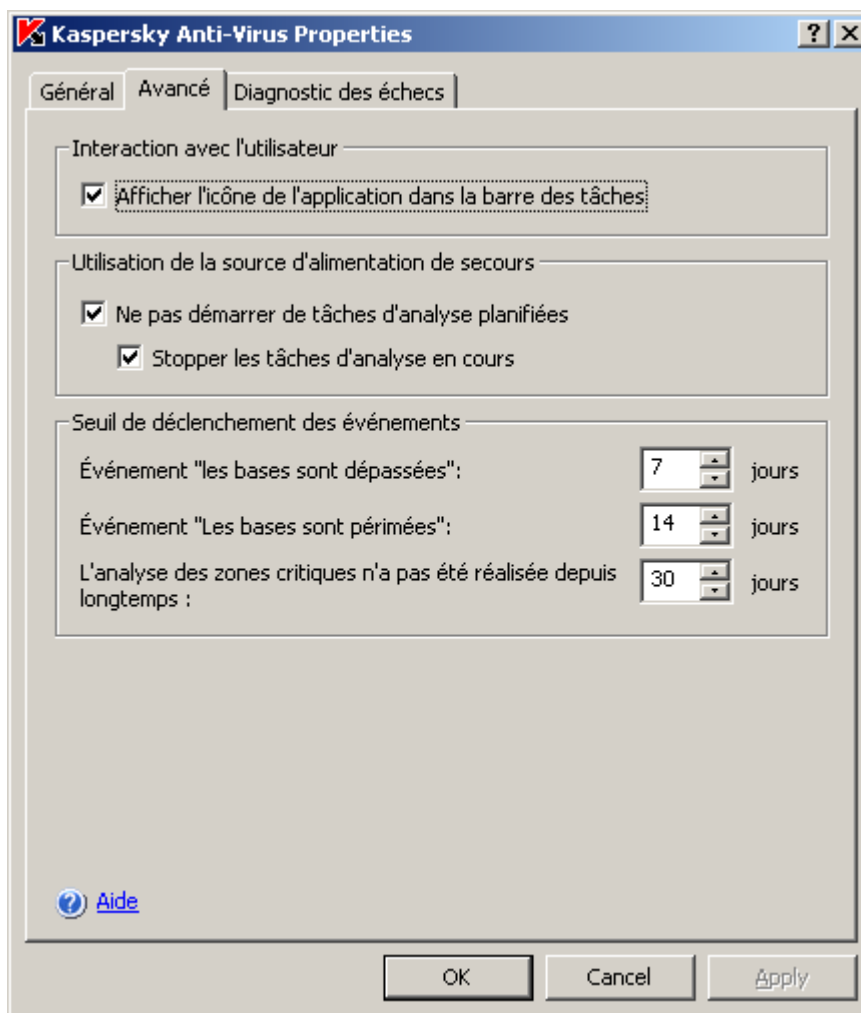 Kaspersky Anti-Virus Properties
Général
Avancé
Diagnostic des échecs
Interaction avec l'utilisateur
Afficher l'icône de l'application dans la barre des tâches
Utilisation de la source d'alimentation de secours
Ne pas démarrer de tâches d'analyse planifiées
Stopper les tâches d'analyse en cours
Seuil de déclenchement des événements
Événement "les bases sont dépassées": 7 jours
Événement "Les bases sont périmées": 14 jours
L'analyse des zones critiques n'a pas été réalisée depuis
longtemps : 30 jours
Aide
OK Cancel Apply